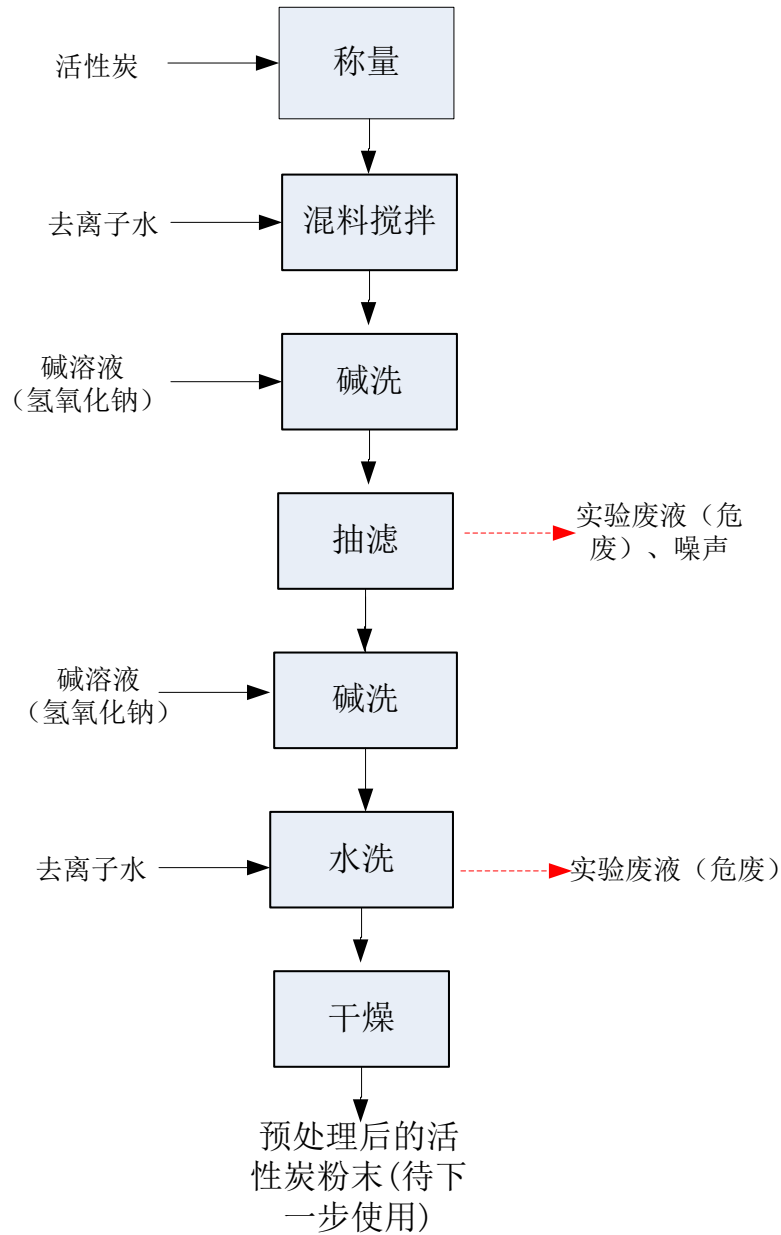 活性炭
称量
去离子水
混料搅拌
碱溶液
（氢氧化钠）
碱洗
抽滤
实验废液（危
废）、噪声
碱溶液
（氢氧化钠）
碱洗
去离子水
水洗
实验废液（危废）
干燥
预处理后的活
性炭粉末(待下
一步使用)